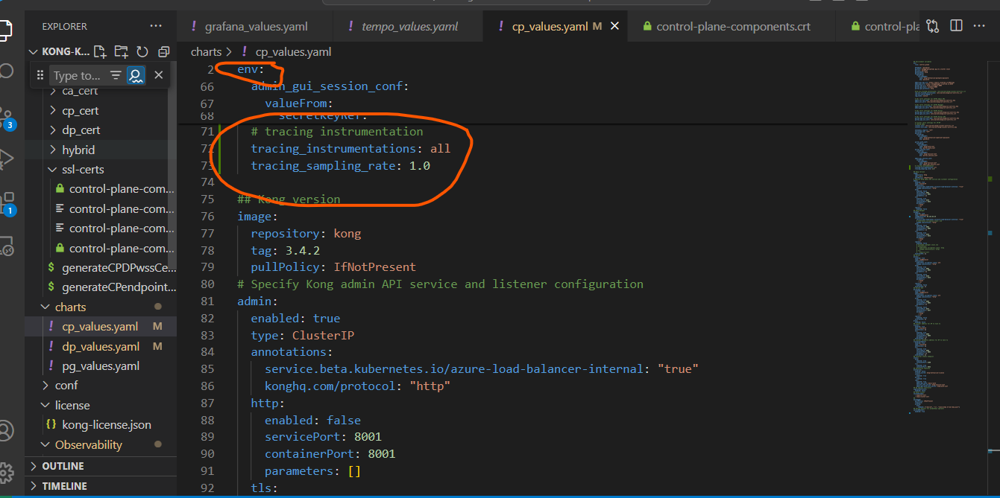 EXPLORER
KONG-K...
Type to...
ca_cert
cp_cert
dp_cert
hybrid
ssl-certs
control-plane-com...
control-plane-com...
control-plane-com...
control-plane-com...
$ generateCPDPwssCe...
$ generateCPendpoint...
charts
! cp_values.yaml M
! dp_values.yaml M
! pg_values.yaml
conf
license
{} kong-license.json
Observability
OUTLINE
TIMELINE
3
1
! grafana_values.yaml
! tempo_values.yaml
! cp_values.yaml M
control-plane-components.crt
control-pla
charts > ! cp_values.yaml
2 env:
66 admin_gui_session_conf:
67 valueFrom:
68 secretKeyRef:
71 # tracing instrumentation
72 tracing_instrumentations: all
73 tracing_sampling_rate: 1.0
74
75 ## Kong version
76 image:
77 repository: kong
78 tag: 3.4.2
79 pullPolicy: IfNotPresent
80 # Specify Kong admin API service and listener configuration
81 admin:
82 enabled: true
83 type: ClusterIP
84 annotations:
85 service.beta.kubernetes.io/azure-load-balancer-internal: "true"
86 konghq.com/protocol: "http"
87 http:
88 enabled: false
89 servicePort: 8001
90 containerPort: 8001
91 parameters: []
92 tls: